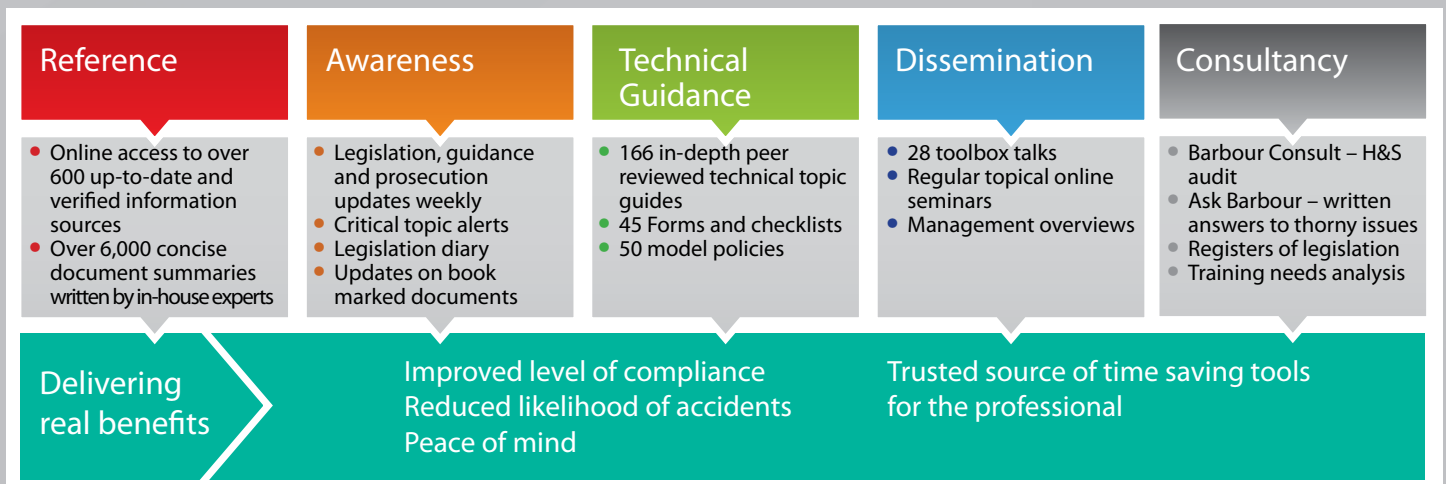 Reference
Online access to over
600 up-to-date and
verified information
sources
Over 6,000 concise
document summaries
written by in-house experts
Awareness
Legislation, guidance
and prosecution
updates weekly
Critical topic alerts
Legislation diary
Updates on book
marked documents
Technical
Guidance
166 in-depth peer
reviewed technical topic
guides
45 Forms and checklists
50 model policies
Dissemination
28 toolbox talks
Regular topical online
seminars
Management overviews
Consultancy
Barbour Consult – H&S
audit
Ask Barbour – written
answers to thorny issues
Registers of legislation
Training needs analysis
Delivering
real benefits
Improved level of compliance
Reduced likelihood of accidents
Peace of mind
Trusted source of time saving tools
for the professional